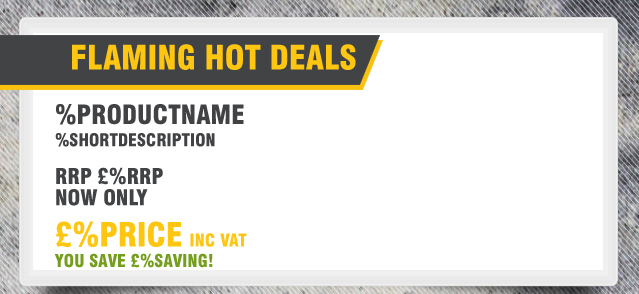 FLAMING HOT DEALS
%PRODUCTNAME
%SHORTDESCRIPTION
RRP £%RRP
NOW ONLY
£%PRICE INC VAT
YOU SAVE £%SAVING!